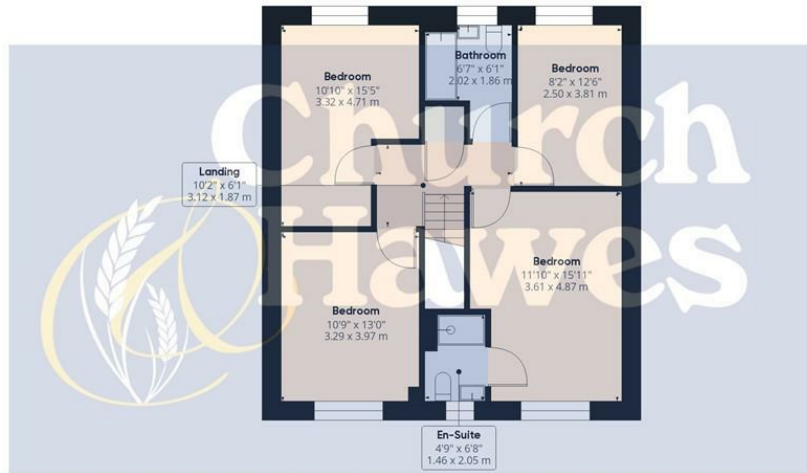 Bedroom
10'10" x 15'5"
3.32 x 4.71 m
Bathroom
6'7" x 6'1"
2.02 x 1.86 m
Bedroom
8'2" x 12'6"
2.50 x 3.81 m
Church
& Hawes
Landing
10'2" x 6'1"
3.12 x 1.87 m
Bedroom
11'10" x 15'11"
3.61 x 4.87 m
Bedroom
10'9" x 13'0"
3.29 x 3.97 m
En-Suite
4'9" x 6'8"
1.46 x 2.05 m